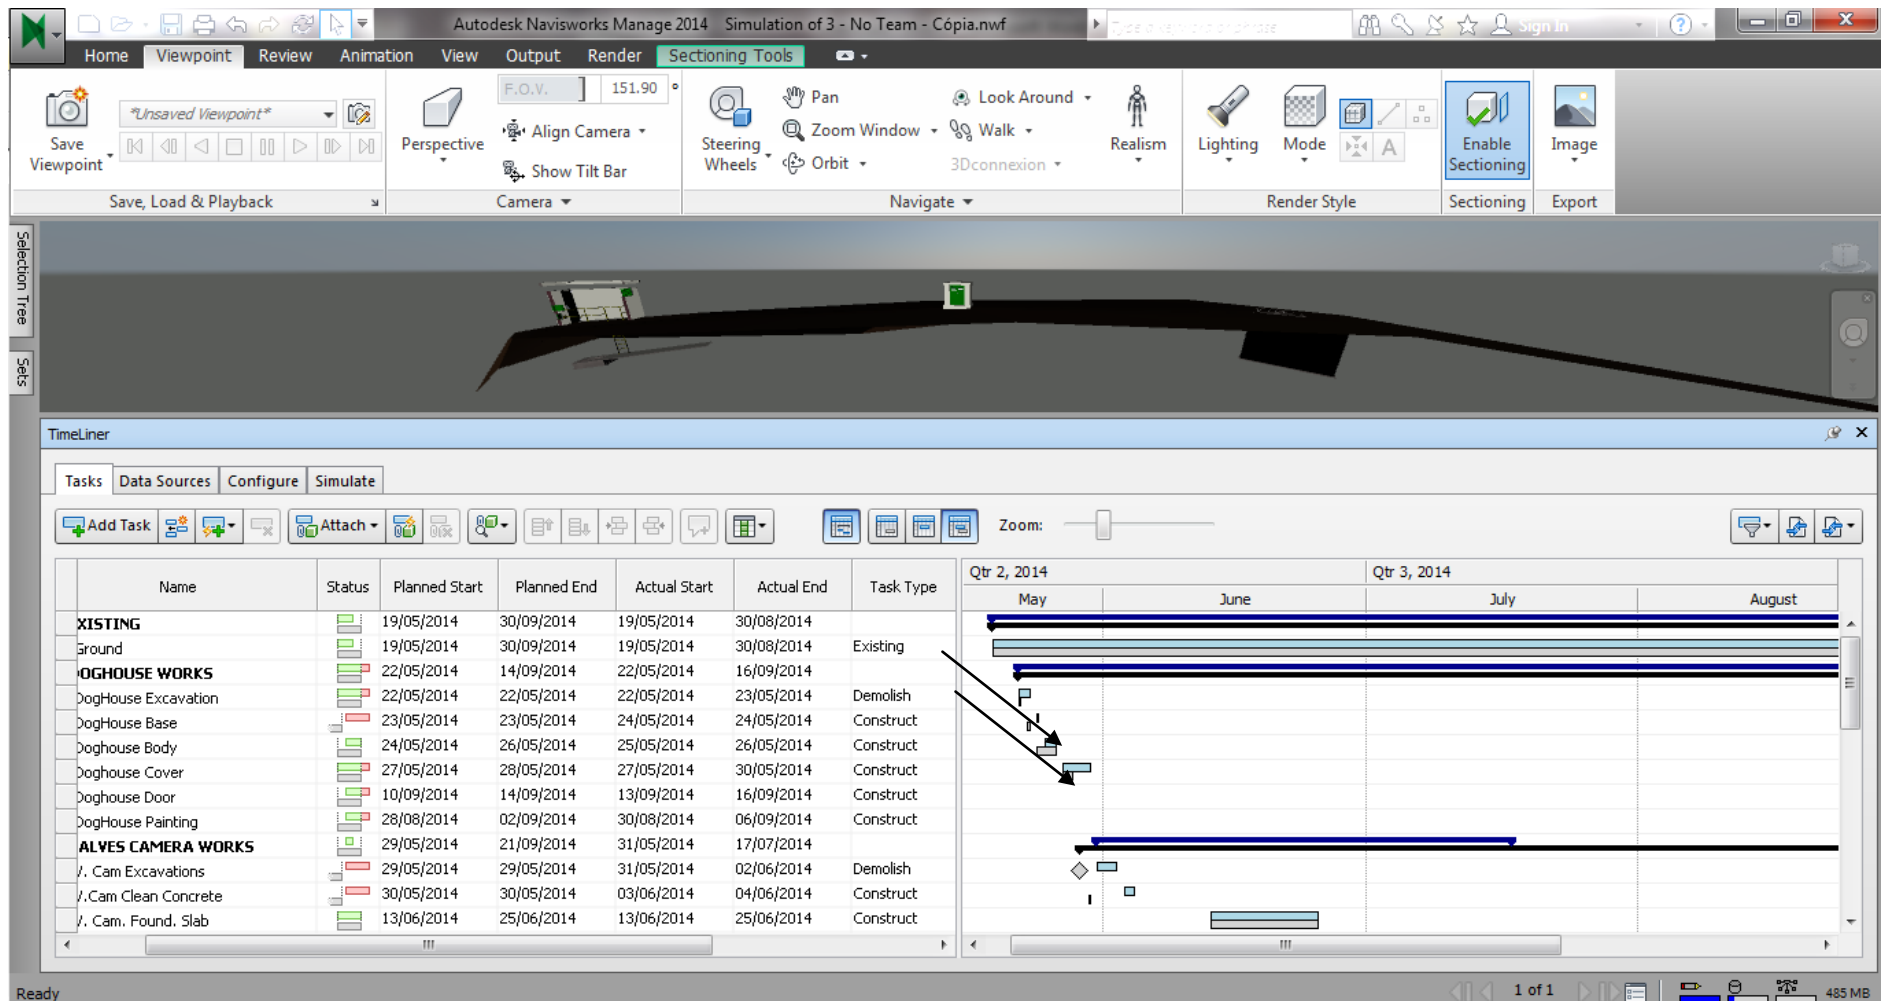 Autodesk Navisworks Manage 2014 Simulation of 3 - No Team - Cópia.nwf
Sign In
Home Viewpoint Review Animation View Output Render Sectioning Tools
*Unsaved Viewpoint*
Save Viewpoint
Perspective
F.O.V. 151.90 °
Align Camera
Show Tilt Bar
Steering Wheels
Pan
Zoom Window
Orbit
Look Around
Walk
3Dconnexion
Realism
Lighting
Mode
Enable Sectioning
Image
Save, Load & Playback Camera Navigate Render Style Sectioning Export
Selection Tree
Sets
TimeLiner
Tasks Data Sources Configure Simulate
Add Task Attach Zoom:
Name Status Planned Start Planned End Actual Start Actual End Task Type
Qtr 2, 2014 Qtr 3, 2014
May June July August
XISTING 19/05/2014 30/09/2014 19/05/2014 30/08/2014
Ground 19/05/2014 30/09/2014 19/05/2014 30/08/2014 Existing
OGHOUSE WORKS 22/05/2014 14/09/2014 22/05/2014 16/09/2014
DogHouse Excavation 22/05/2014 22/05/2014 22/05/2014 23/05/2014 Demolish
DogHouse Base 23/05/2014 23/05/2014 24/05/2014 24/05/2014 Construct
Doghouse Body 24/05/2014 26/05/2014 25/05/2014 26/05/2014 Construct
Doghouse Cover 27/05/2014 28/05/2014 27/05/2014 30/05/2014 Construct
Doghouse Door 10/09/2014 14/09/2014 13/09/2014 16/09/2014 Construct
DogHouse Painting 28/08/2014 02/09/2014 30/08/2014 06/09/2014 Construct
ALVES CAMERA WORKS 29/05/2014 21/09/2014 31/05/2014 17/07/2014
V. Cam Excavations 29/05/2014 29/05/2014 31/05/2014 02/06/2014 Demolish
V.Cam Clean Concrete 30/05/2014 30/05/2014 03/06/2014 04/06/2014 Construct
V. Cam. Found. Slab 13/06/2014 25/06/2014 13/06/2014 25/06/2014 Construct
Ready
1 of 1
485 MB